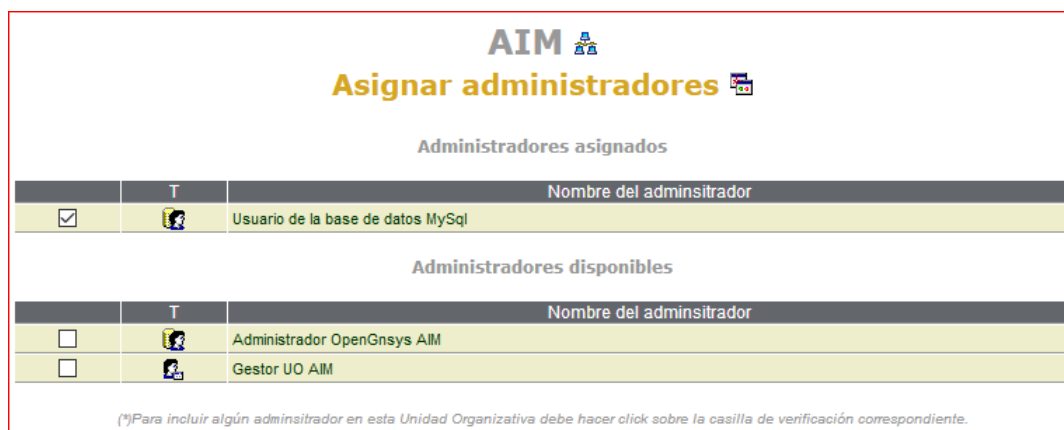 AIM
Asignar administradores
Administradores asignados
T Nombre del adminsitrador
Usuario de la base de datos MySql
Administradores disponibles
T Nombre del adminsitrador
Administrador OpenGnsys AIM
Gestor UO AIM
(*)Para incluir algún adminsitrador en esta Unidad Organizativa debe hacer click sobre la casilla de verificación correspondiente.